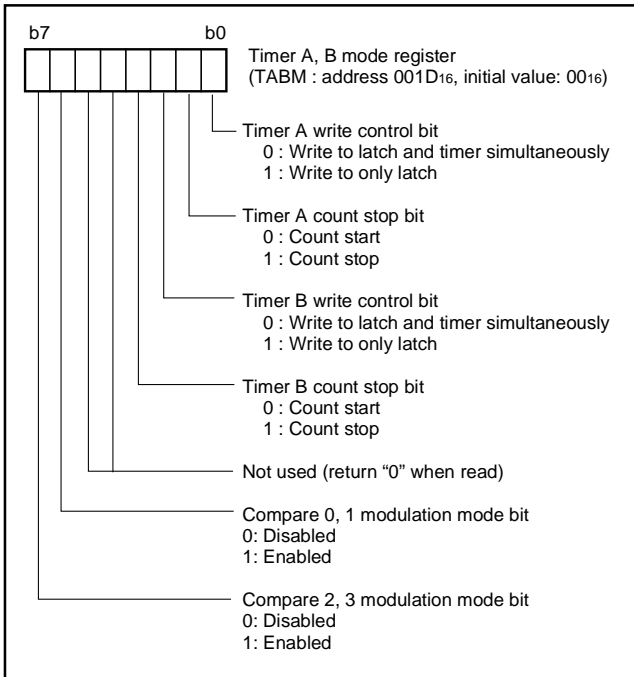 b7 b0
Timer A, B mode register
(TABM : address 001D16, initial value: 0016)
Timer A write control bit
0 : Write to latch and timer simultaneously
1 : Write to only latch
Timer A count stop bit
0 : Count start
1 : Count stop
Timer B write control bit
0 : Write to latch and timer simultaneously
1 : Write to only latch
Timer B count stop bit
0 : Count start
1 : Count stop
Not used (return “0” when read)
Compare 0, 1 modulation mode bit
0: Disabled
1: Enabled
Compare 2, 3 modulation mode bit
0: Disabled
1: Enabled